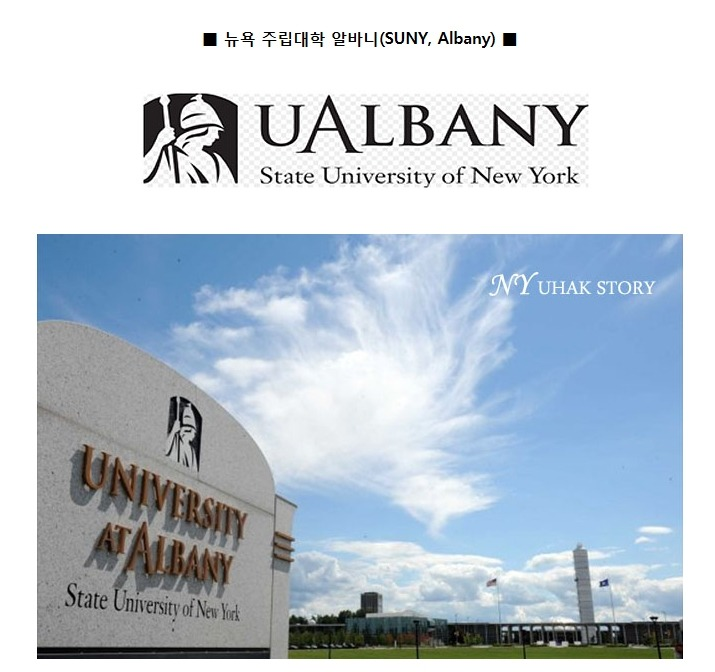 ■ 뉴욕 주립대학 알바니(SUNY, Albany) ■
UALBANY
State University of New York
NY UHAK STORY
UNIVERSITY
AT ALBANY
State University of New York